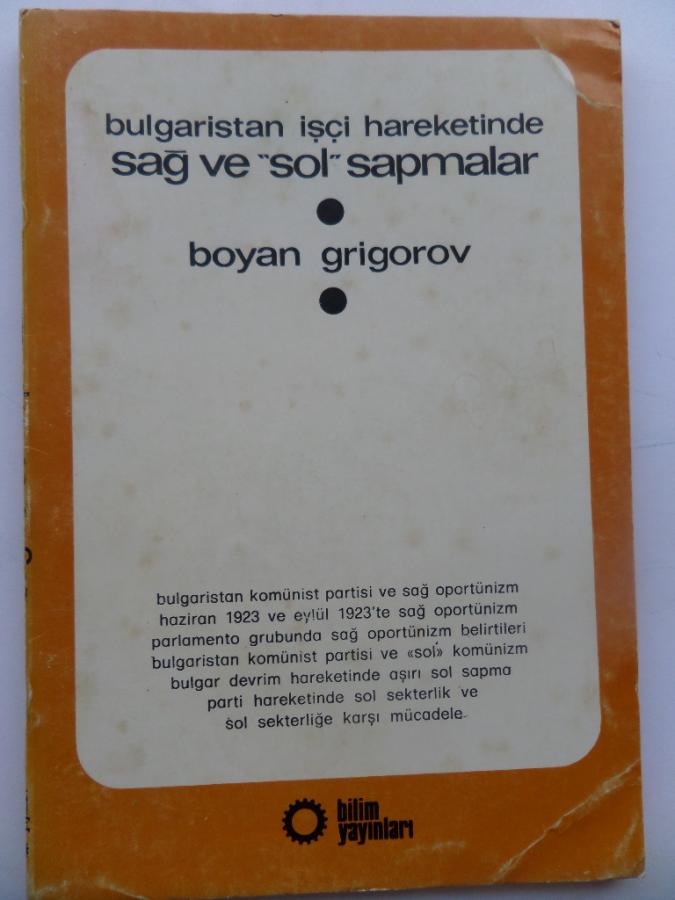 bulgaristan işçi hareketinde
sağ ve "sol" sapmalar
boyan grigorov
bulgaristan komünist partisi ve sağ oportünizm
haziran 1923 ve eylül 1923'te sağ oportünizm
parlamento grubunda sağ oportünizm belirtileri
bulgaristan komünist partisi ve «sol» komünizm
bulgar devrim hareketinde aşırı sol sapma
parti hareketinde sol sekterlik ve
sol sekterliğe karşı mücadele
bilim
yayınları